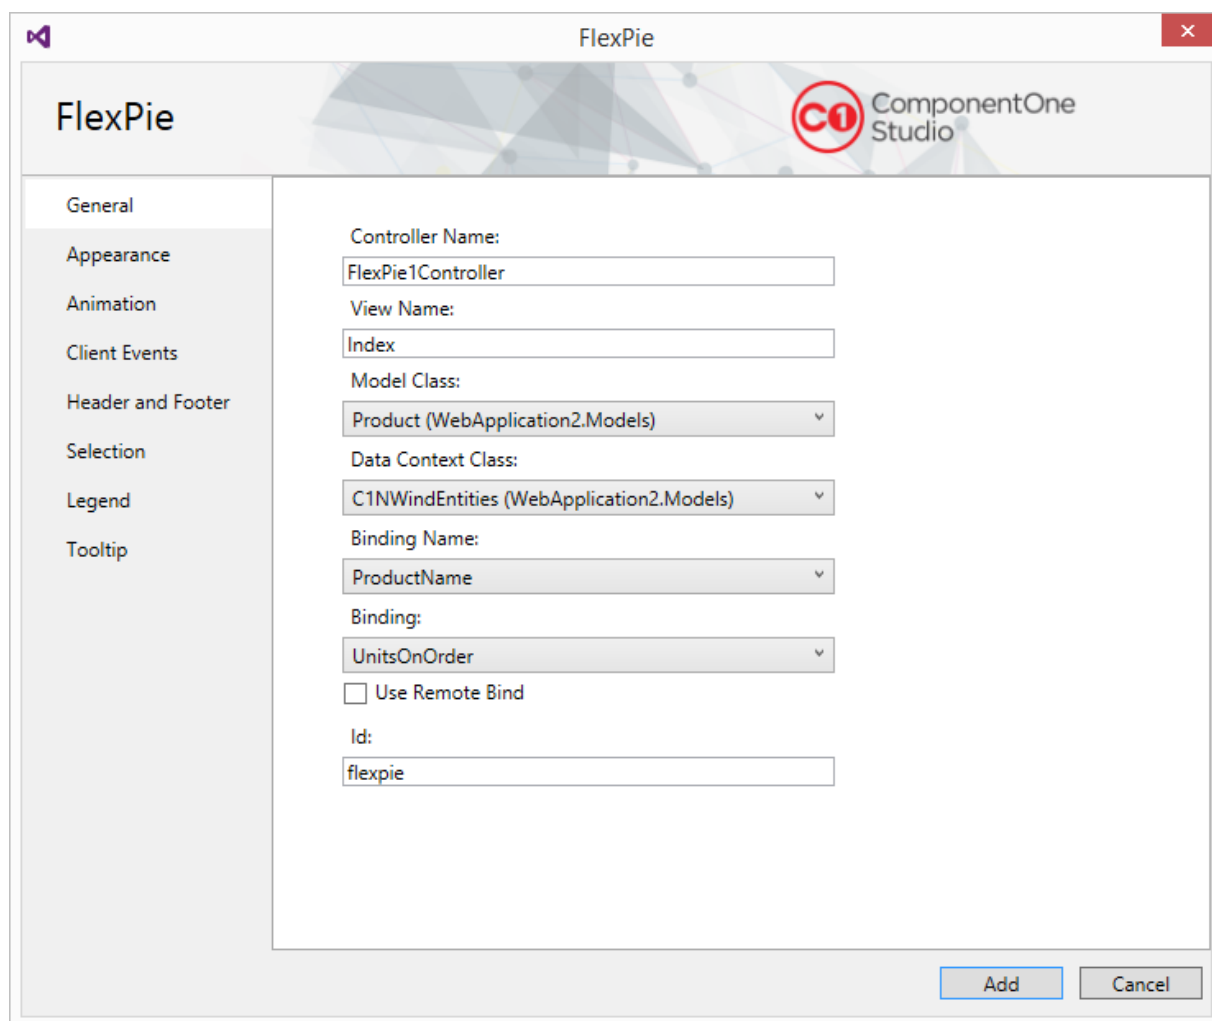 FlexPie
FlexPie
C1 ComponentOne
Studio
General
Appearance
Animation
Client Events
Header and Footer
Selection
Legend
Tooltip
Controller Name:
FlexPie1Controller
View Name:
Index
Model Class:
Product (WebApplication2.Models)
Data Context Class:
C1NWindEntities (WebApplication2.Models)
Binding Name:
ProductName
Binding:
UnitsOnOrder
Use Remote Bind
Id:
flexpie
Add
Cancel